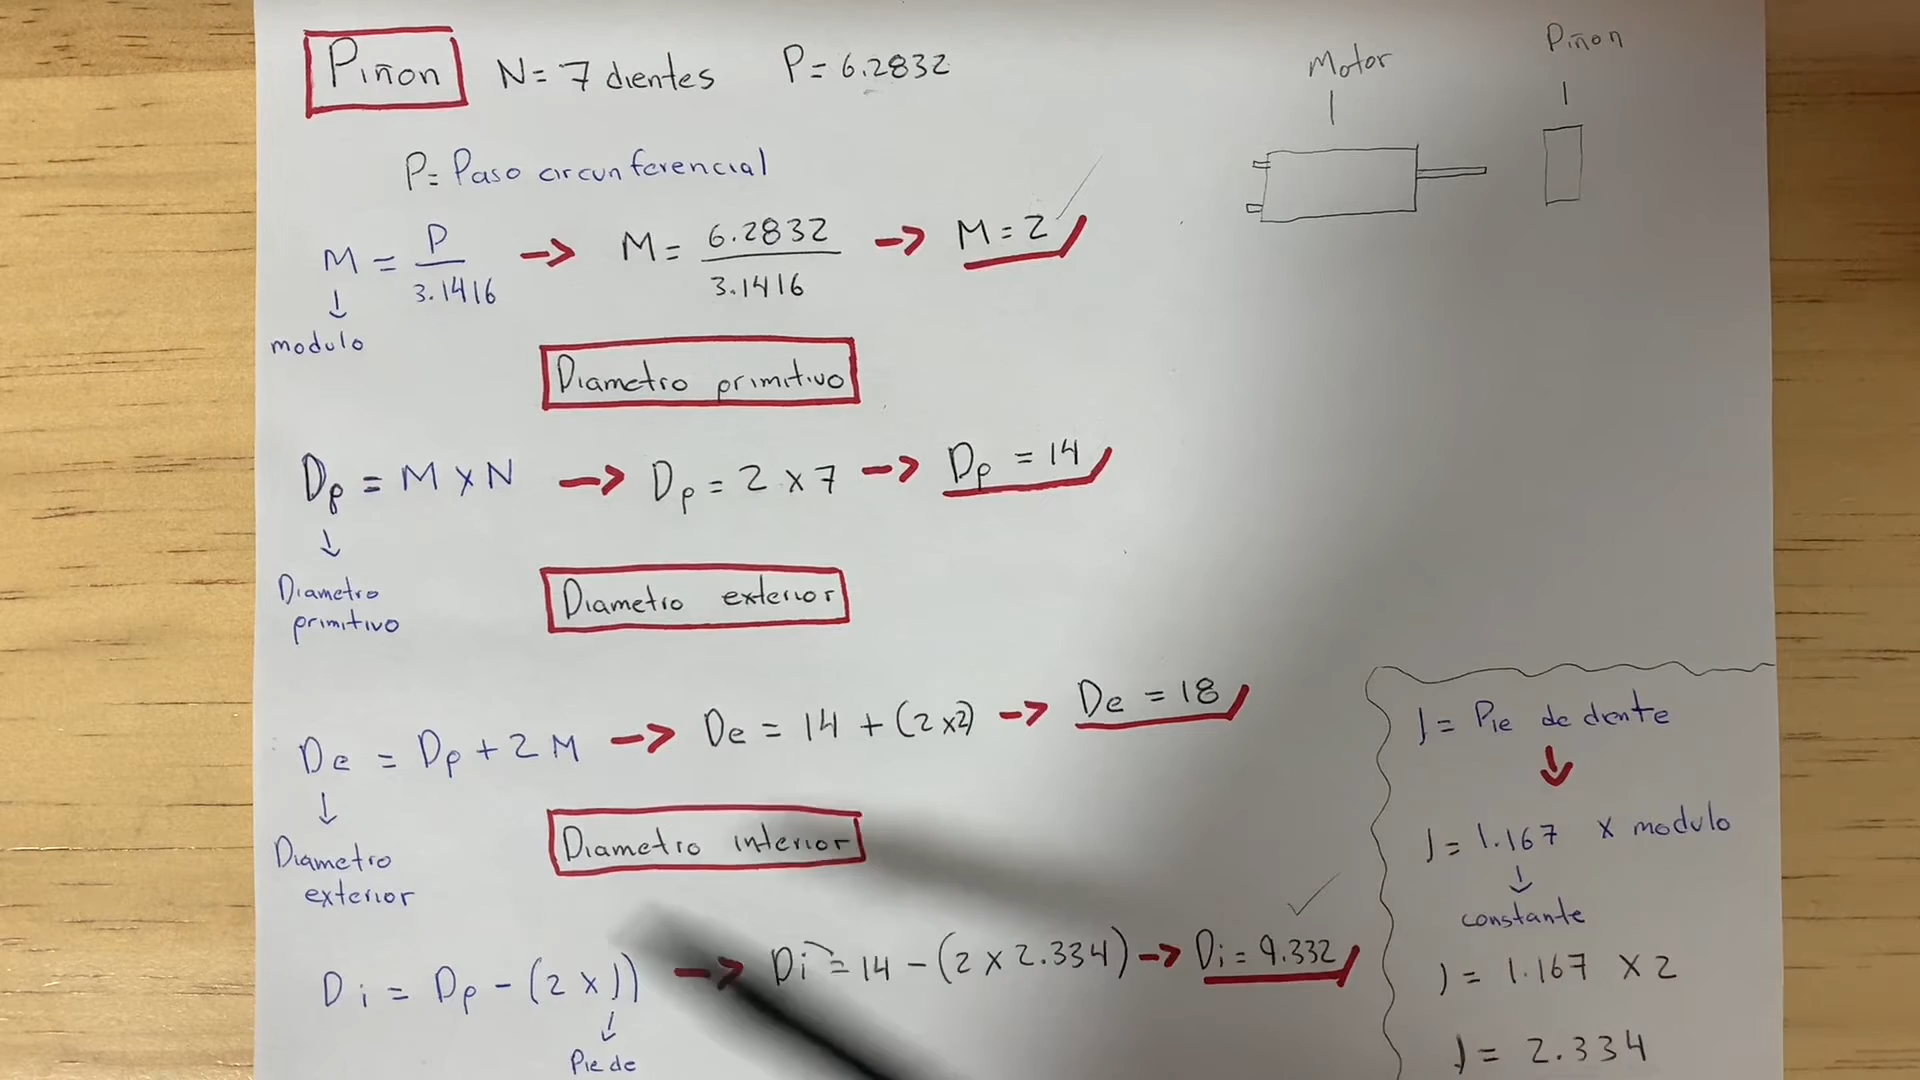 Piñon N= 7 dientes P= 6.2832
P= Paso circunferencial
M = P / 3.1416 → M = 6.2832 / 3.1416 → M = 2
↓
modulo
Diametro primitivo
Dp = M x N → Dp = 2 x 7 → Dp = 14
↓
Diametro
primitivo
Diametro exterior
De = Dp + 2 M → De = 14 + (2 x2) → De = 18
↓
Diametro
exterior
Diametro interior
Di = Dp - (2 x J) → Di = 14 - (2 x 2.334) → Di = 9.332
↓
Pie de
Motor
Piñon
J = Pie de diente
↓
J = 1.167 x modulo
↓
constante
J = 1.167 x 2
J = 2.334